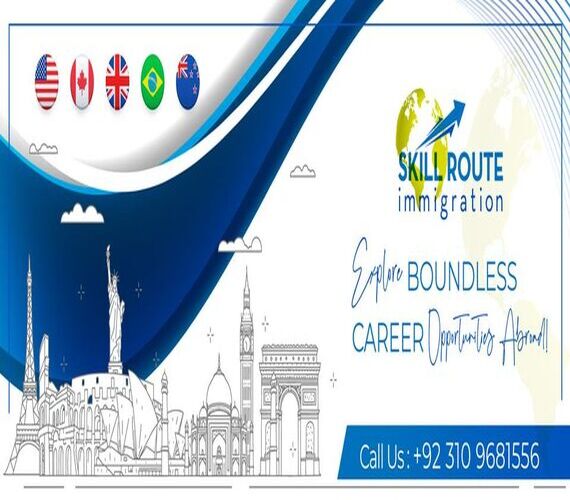 SKILL ROUTE
immigration
Explore BOUNDLESS
CAREER Opportunities Abroad!!
Call Us : +92 310 9681556